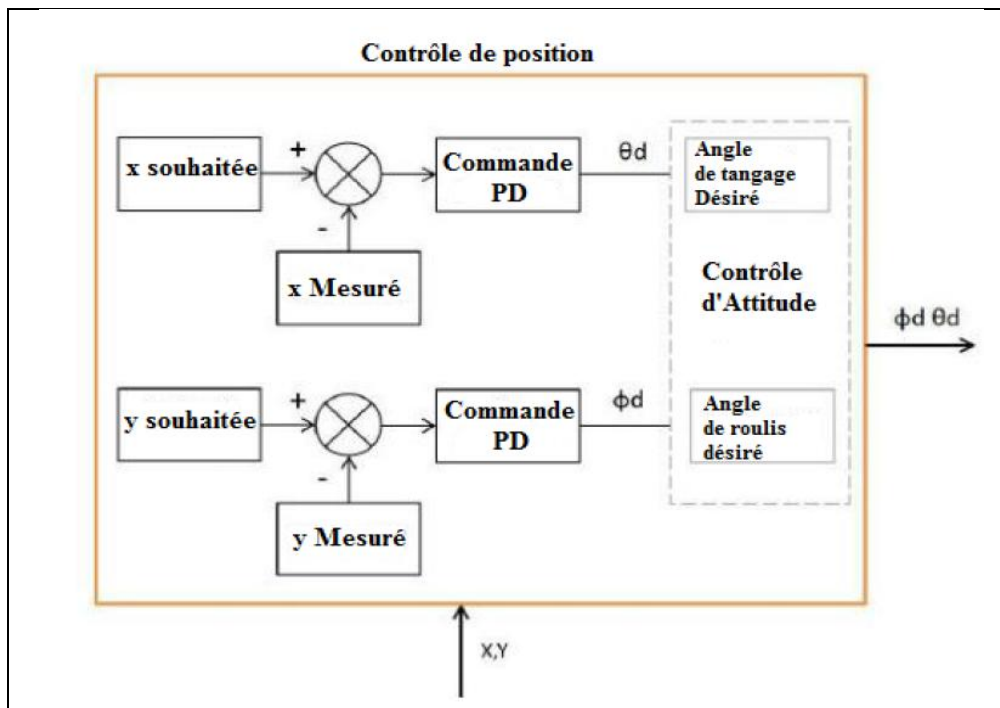 Contrôle de position
x souhaitée
+
-
x Mesuré
Commande
PD
θd
Angle
de tangage
Désiré
Contrôle
d'Attitude
ϕd θd
y souhaitée
+
-
y Mesuré
Commande
PD
ϕd
Angle
de roulis
désiré
X,Y